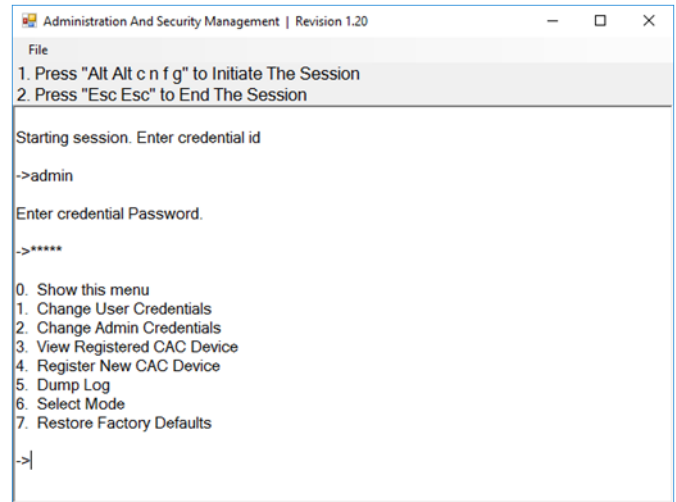 Administration And Security Management | Revision 1.20
File
1. Press "Alt Alt c n f g" to Initiate The Session
2. Press "Esc Esc" to End The Session
Starting session. Enter credential id
->admin
Enter credential Password.
->*****
0. Show this menu
1. Change User Credentials
2. Change Admin Credentials
3. View Registered CAC Device
4. Register New CAC Device
5. Dump Log
6. Select Mode
7. Restore Factory Defaults
->